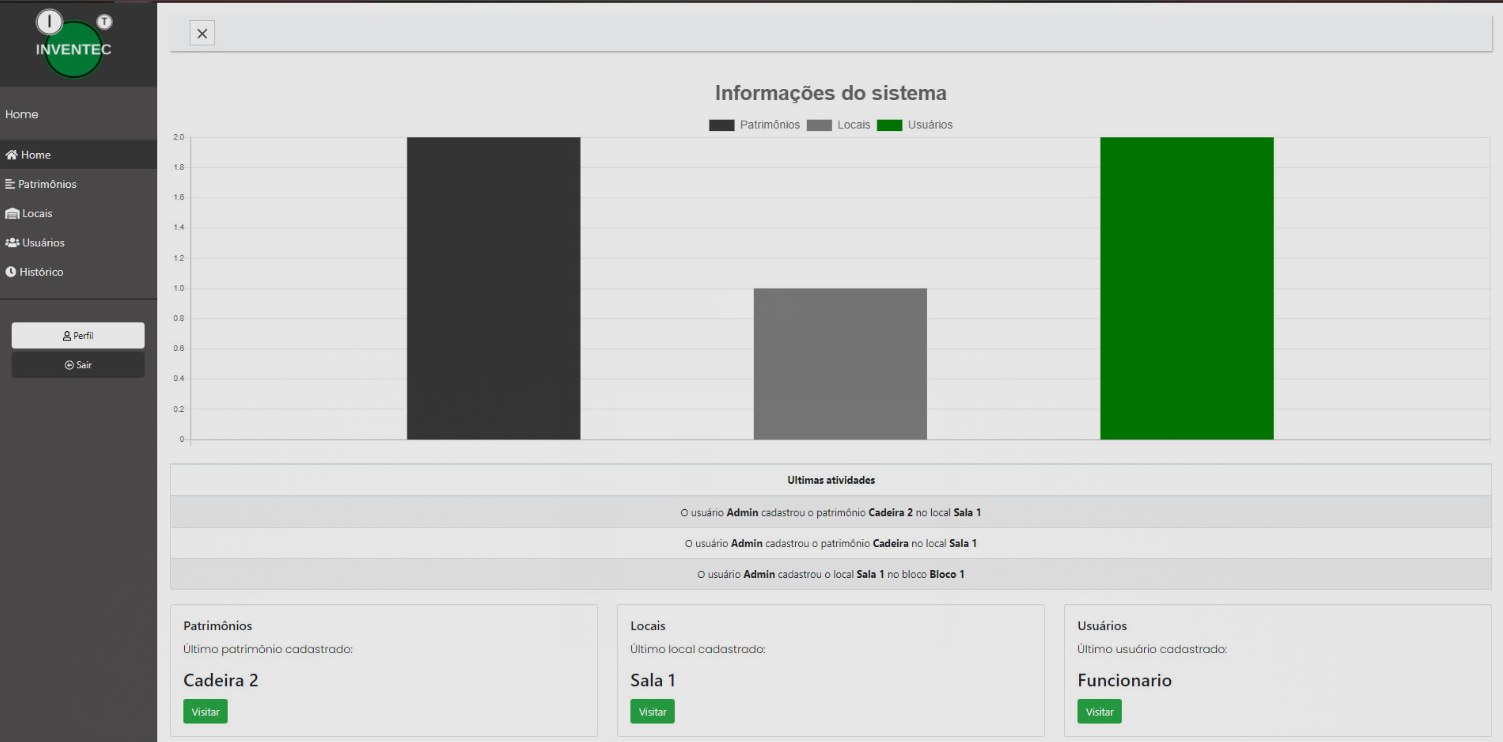 I T
INVENTEC
Home
Home
Patrimônios
Locais
Usuários
Histórico
Perfil
Sair
Informações do sistema
Patrimônios Locais Usuários
2.0
1.8
1.6
1.4
1.2
1.0
0.8
0.6
0.4
0.2
0
Ultimas atividades
O usuário Admin cadastrou o patrimônio Cadeira 2 no local Sala 1
O usuário Admin cadastrou o patrimônio Cadeira no local Sala 1
O usuário Admin cadastrou o local Sala 1 no bloco Bloco 1
Patrimônios
Último patrimônio cadastrado:
Cadeira 2
Visitar
Locais
Último local cadastrado:
Sala 1
Visitar
Usuários
Último usuário cadastrado:
Funcionario
Visitar